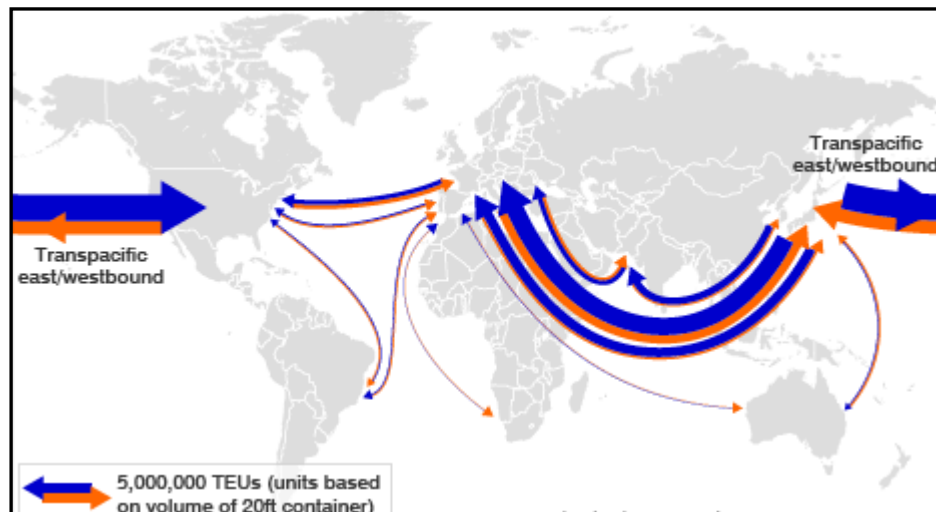 Transpacific
east/westbound
Transpacific
east/westbound
5,000,000 TEUs (units based
on volume of 20ft container)